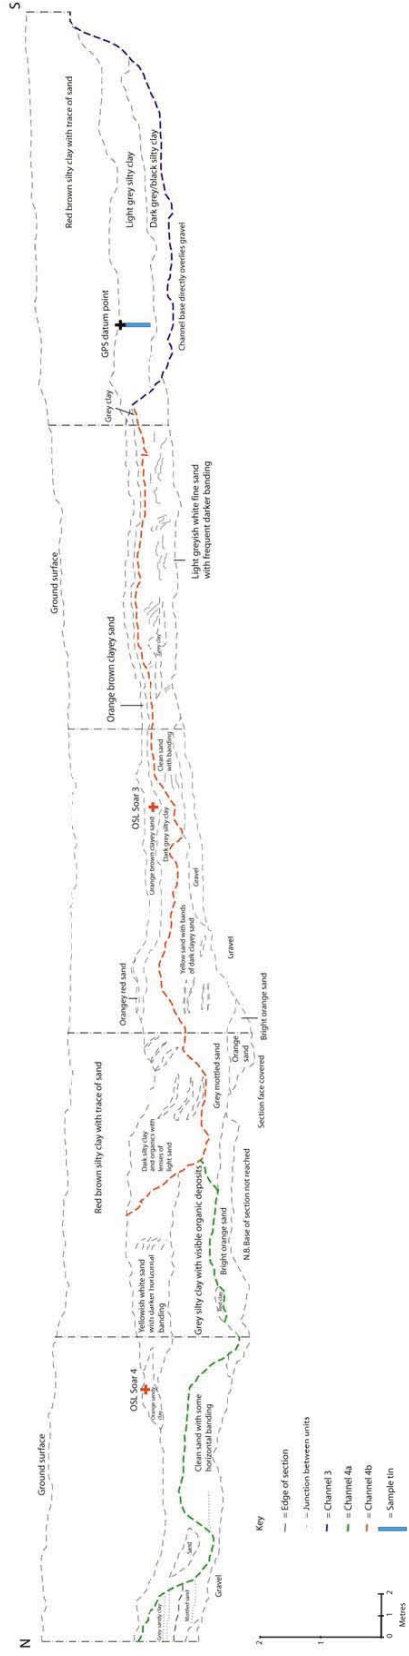 S
Red brown silty clay with trace of sand
Light grey silty clay
Dark grey/black silty clay
GPS datum point
Channel base directly overlies gravel
Grey clay
Ground surface
Light greyish white fine sand
with frequent darker banding
Orange brown clayey sand
Clean sand
with banding
OSL Soar 3
Orange brown clayey sand
Dark grey silty clay
Gravel
Yellow sand with bands
of dark clayey sand
Gravel
Orangey red sand
Bright orange sand
Orange
sand
Section face covered
Grey mottled sand
Red brown silty clay with trace of sand
Dark silty clay
and organics with
lenses of
light sand
Grey silty clay with visible organic deposits
N.B. Base of section not reached
Bright orange sand
Yellowish white sand
with darker horizontal
banding
OSL Soar 4
Orange sandy
clay
Clean sand with some
horizontal banding
Ground surface
Sand
Mottled sand
Gravel
Grey sandy clay
N
Key
= Edge of section
= Junction between units
= Channel 3
= Channel 4a
= Channel 4b
= Sample tin
2
1
0 1 2
Metres